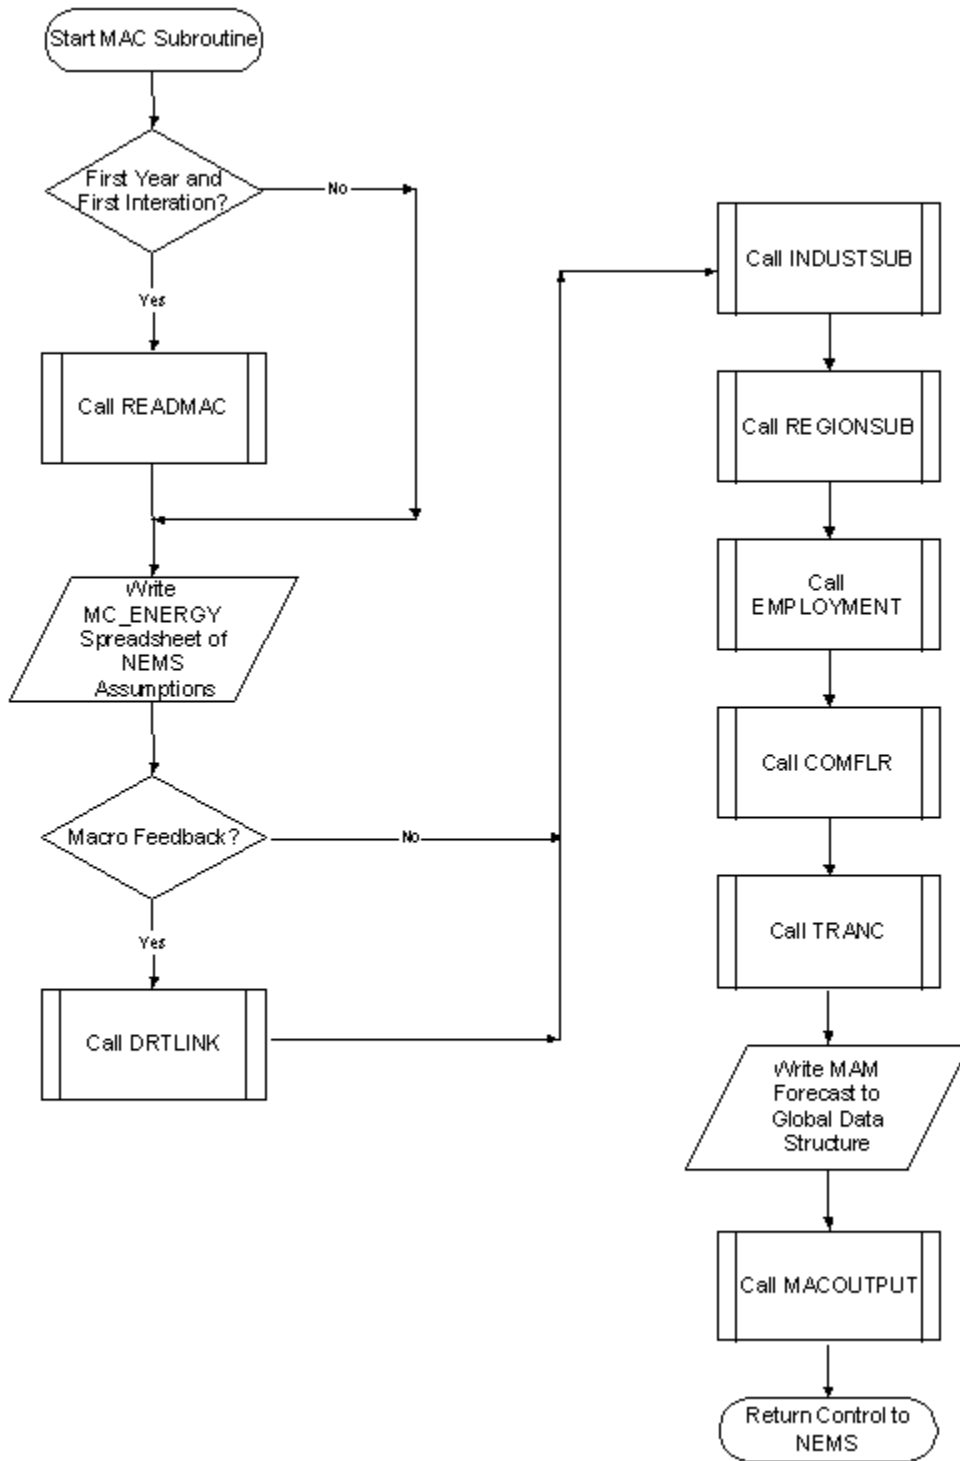 Start MAC Subroutine
First Year and
First Interation?
No
Yes
Call READMAC
Write
MC_ENERGY
Spreadsheet of
NEMS
Assumptions
Macro Feedback?
No
Yes
Call DRTLINK
Call INDUSTSUB
Call REGIONSUB
Call
EMPLOYMENT
Call COMFLR
Call TRANC
Write MAM
Forecast to
Global Data
Structure
Call MACOUTPUT
Return Control to
NEMS